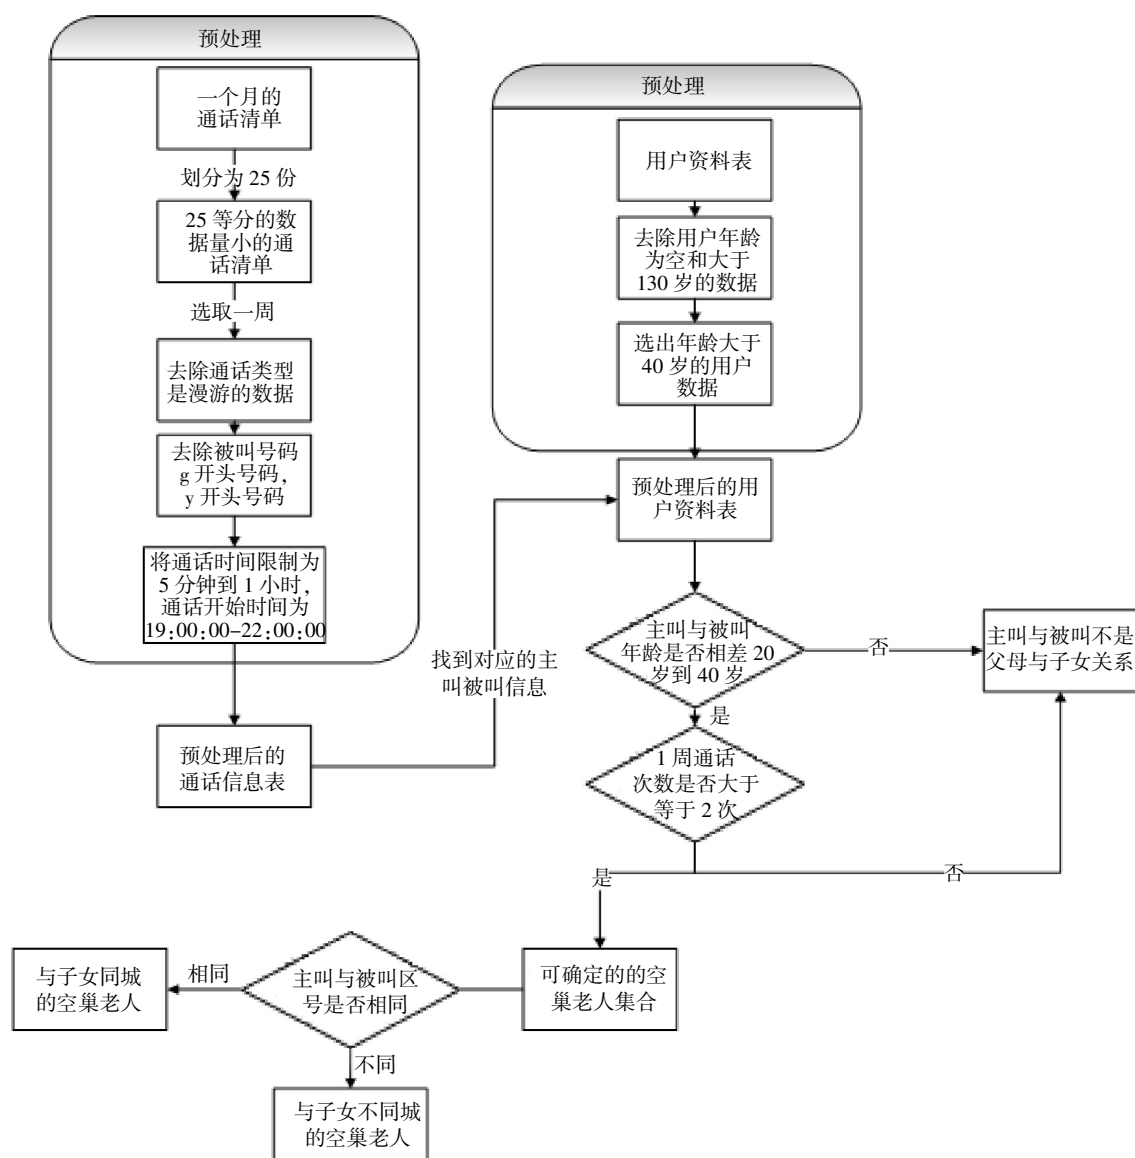 预处理
一个月的
通话清单
划分为 25 份
25 等分的数
据量小的通
话清单
选取一周
去除通话类型
是漫游的数据
去除被叫号码
g 开头号码，
y 开头号码
将通话时间限制为
5 分钟到 1 小时，
通话开始时间为
19:00:00-22:00:00
预处理后的
通话信息表
找到对应的主
叫被叫信息
预处理
用户资料表
去除用户年龄
为空和大于
130 岁的数据
选出年龄大于
40 岁的用户
数据
预处理后的用
户资料表
主叫与被叫
年龄是否相差 20
岁到 40 岁
否
主叫与被叫不是
父母与子女关系
是
1 周通话
次数是否大于
等于 2 次
否
是
可确定的的空
巢老人集合
主叫与被叫区
号是否相同
相同
与子女同城
的空巢老人
不同
与子女不同城
的空巢老人